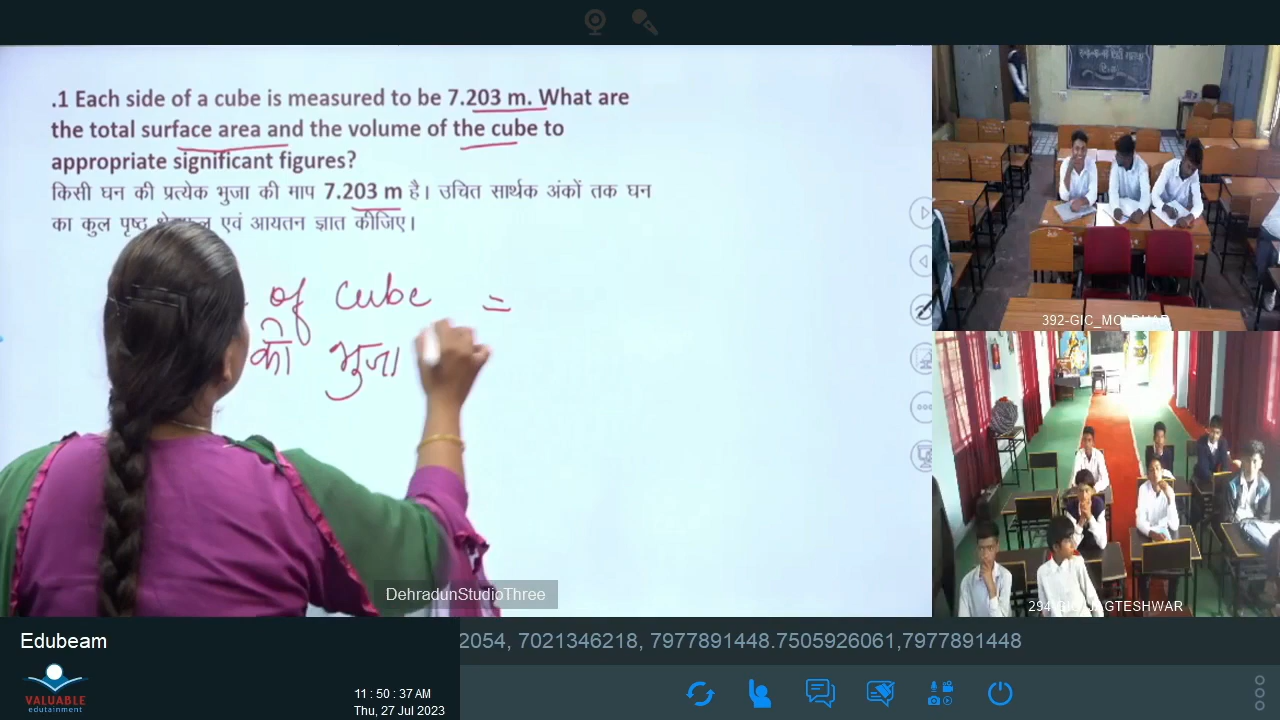 .1 Each side of a cube is measured to be 7.203 m. What are
the total surface area and the volume of the cube to
appropriate significant figures?
किसी घन की प्रत्येक भुजा की माप 7.203 m है। उचित सार्थक अंकों तक घन
का कुल पृष्ठ एवं आयतन ज्ञात कीजिए।
of cube =
की भुजा
DehradunStudioThree
392-GIC_MOLDHAR
JAGTESHWAR
Edubeam
2054, 7021346218, 7977891448.7505926061,7977891448
VALUABLE
edutainment
11 : 50 : 37 AM
Thu, 27 Jul 2023